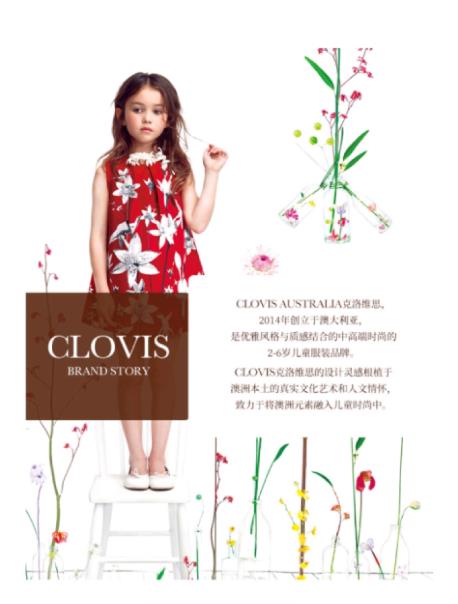 CLOVIS
BRAND STORY
CLOVIS AUSTRALIA克洛维思,
2014年创立于澳大利亚,
是优雅风格与质感结合的中高端时尚的
2-6岁儿童服装品牌。
CLOVIS克洛维思的设计灵感根植于
澳洲本土的真实文化艺术和人文情怀,
致力于将澳洲元素融入儿童时尚中。